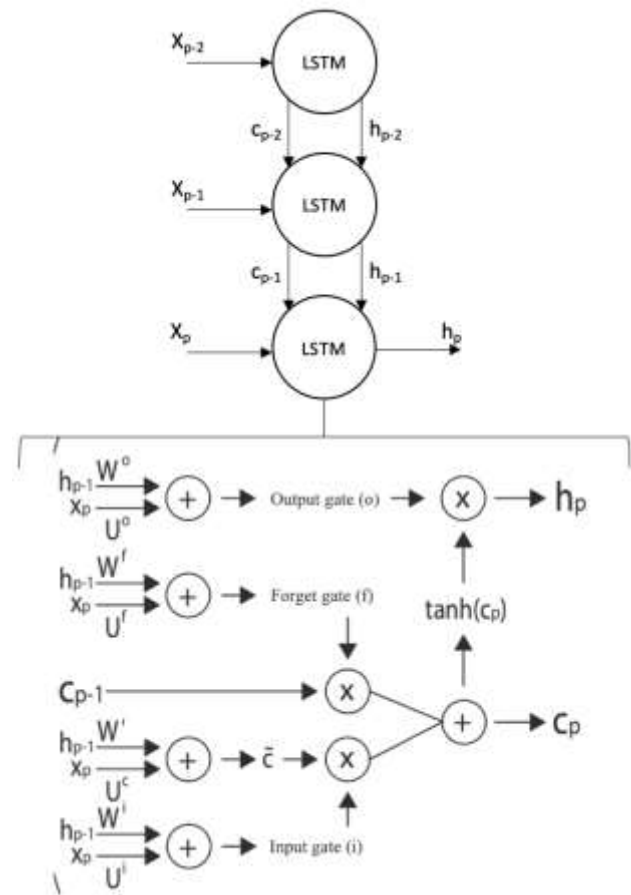 Xp-2
LSTM
cp-2 hp-2
Xp-1
LSTM
cp-1 hp-1
Xp
LSTM
hp
hp-1 W^o
xp
U^o
+
Output gate (o)
x
hp
hp-1 W^f
xp
U^f
+
Forget gate (f)
tanh(cp)
cp-1
x
+
cp
hp-1 W'
xp
U^c
+
c̃
x
hp-1 W^i
xp
U^i
+
Input gate (i)